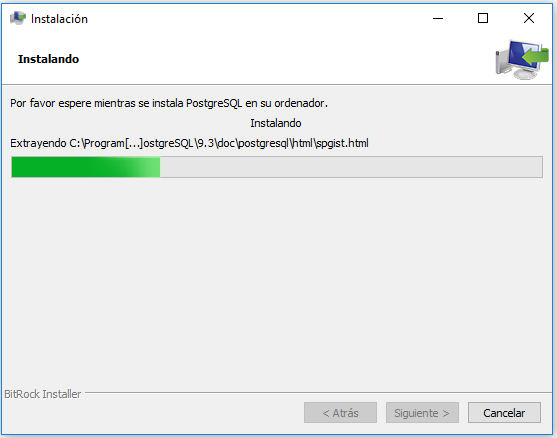 Instalación
Instalando
Por favor espere mientras se instala PostgreSQL en su ordenador.
Instalando
Extrayendo C:\Program[...]ostgreSQL\9.3\doc\postgresql\html\spgist.html
BitRock Installer
< Atrás
Siguiente >
Cancelar